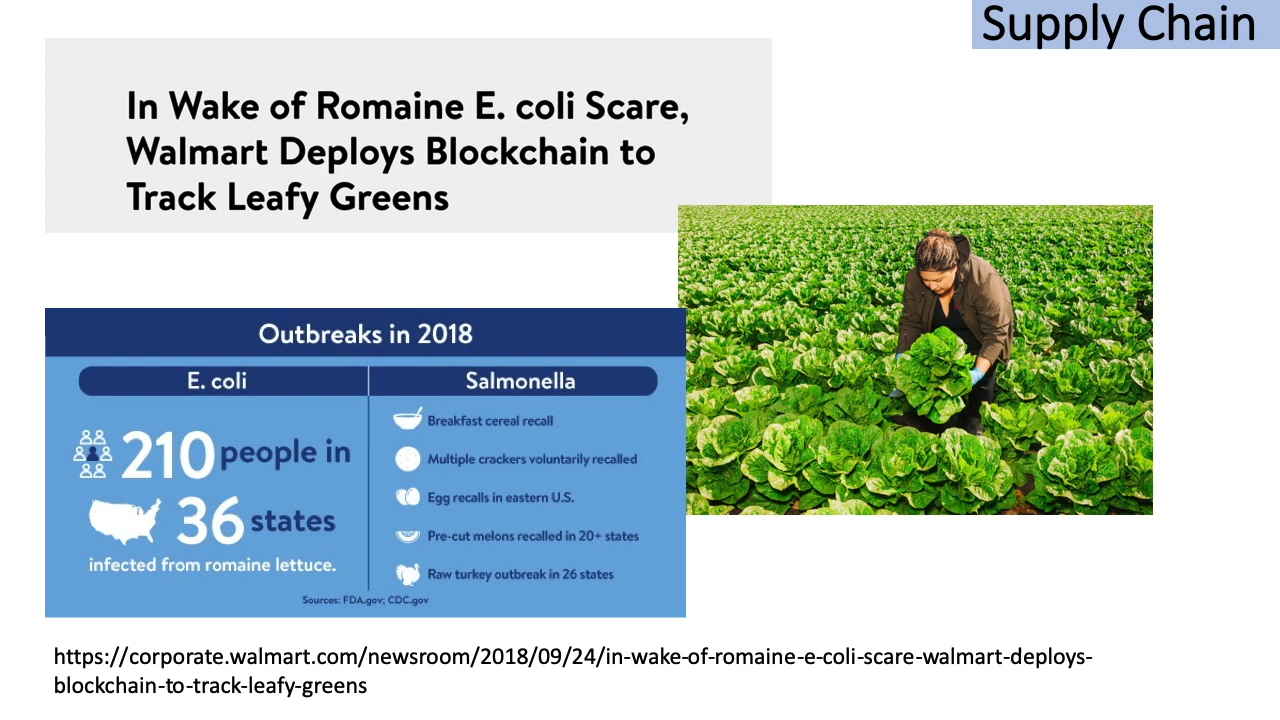 Supply Chain
In Wake of Romaine E. coli Scare,
Walmart Deploys Blockchain to
Track Leafy Greens
Outbreaks in 2018
E. coli
210 people in
36 states
infected from romaine lettuce.
Salmonella
Breakfast cereal recall
Multiple crackers voluntarily recalled
Egg recalls in eastern U.S.
Pre-cut melons recalled in 20+ states
Raw turkey outbreak in 26 states
Sources: FDA.gov; CDC.gov
https://corporate.walmart.com/newsroom/2018/09/24/in-wake-of-romaine-e-coli-scare-walmart-deploys-
blockchain-to-track-leafy-greens